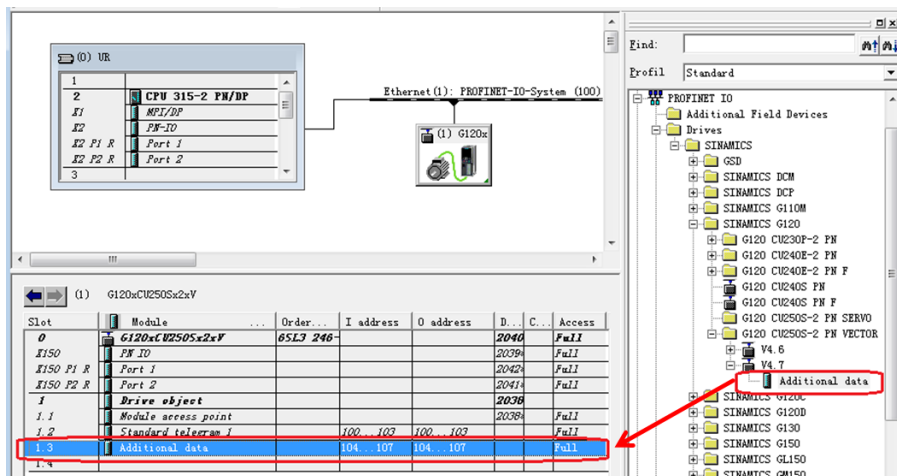 (0) UR
1
2 CPU 315-2 PN/DP
X1 MPI/DP
X2 PN-IO
X2 P1 R Port 1
X2 P2 R Port 2
3
Ethernet(1): PROFINET-IO-System (100)
(1) G120x
Find:
Profil Standard
PROFINET IO
Additional Field Devices
Drives
SINAMICS
GSD
SINAMICS DCM
SINAMICS DCP
SINAMICS G110M
SINAMICS G120
G120 CU230P-2 PN
G120 CU240E-2 PN
G120 CU240E-2 PN F
G120 CU240S PN
G120 CU240S PN F
G120 CU250S-2 PN SERVO
G120 CU250S-2 PN VECTOR
V4.6
V4.7
Additional data
SINAMICS G120C
SINAMICS G120D
SINAMICS G130
SINAMICS G150
SINAMICS GL150
SINAMICS GM150
(1) G120xCU250Sx2xV
Slot Module ... Order... I address O address D... C... Access
0 G120xCU250Sx2xV 6SL3 246- 2040 Full
X150 PN IO 2039* Full
X150 P1 R Port 1 2042* Full
X150 P2 R Port 2 2041* Full
1 Drive object 2038
1.1 Module access point 2038* Full
1.2 Standard telegram 1 100...103 100...103 Full
1.3 Additional data 104...107 104...107 Full
1.4